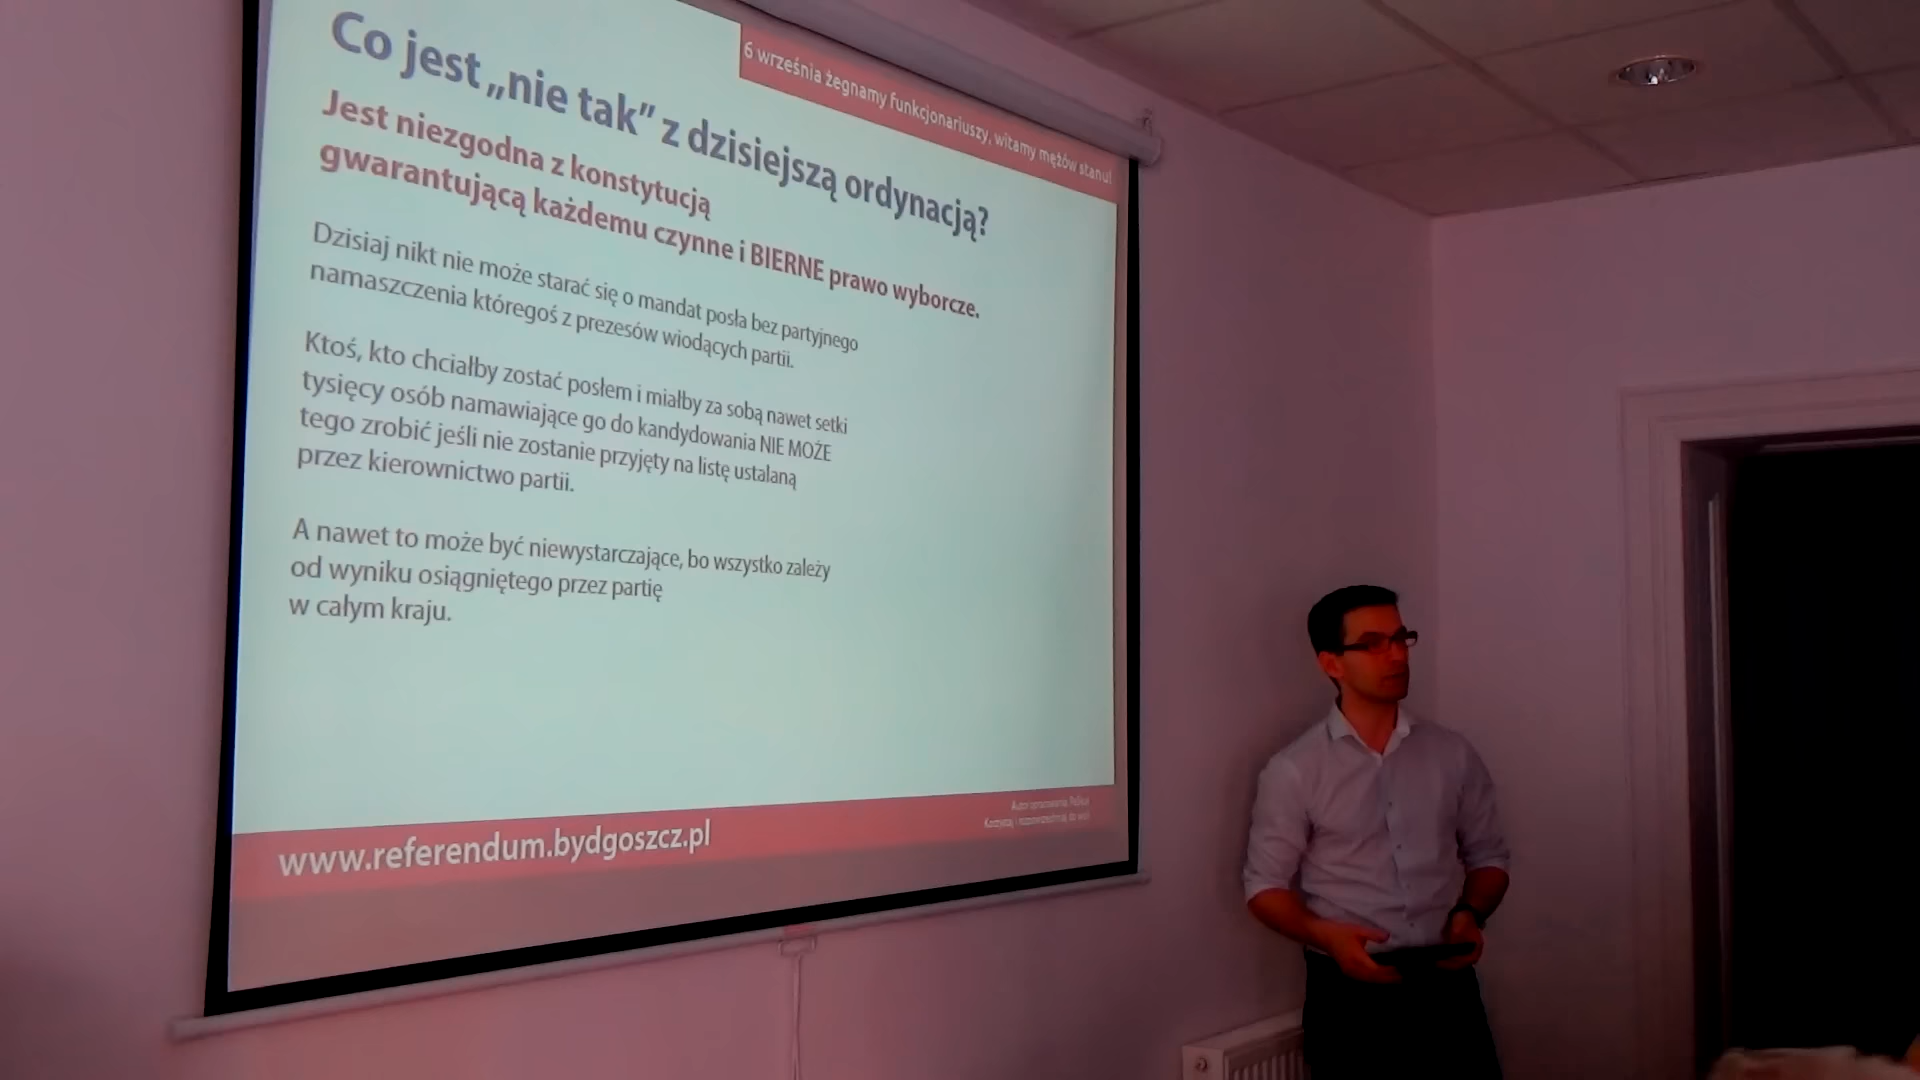 6 września żegnamy funkcjonariuszy, witamy mężów stanu!
Co jest „nie tak” z dzisiejszą ordynacją?
Jest niezgodna z konstytucją
gwarantującą każdemu czynne i BIERNE prawo wyborcze.
Dzisiaj nikt nie może starać się o mandat posła bez partyjnego
namaszczenia któregoś z prezesów wiodących partii.
Ktoś, kto chciałby zostać posłem i miałby za sobą nawet setki
tysięcy osób namawiające go do kandydowania NIE MOŻE
tego zrobić jeśli nie zostanie przyjęty na listę ustalaną
przez kierownictwo partii.
A nawet to może być niewystarczające, bo wszystko zależy
od wyniku osiągniętego przez partię
w całym kraju.
www.referendum.bydgoszcz.pl